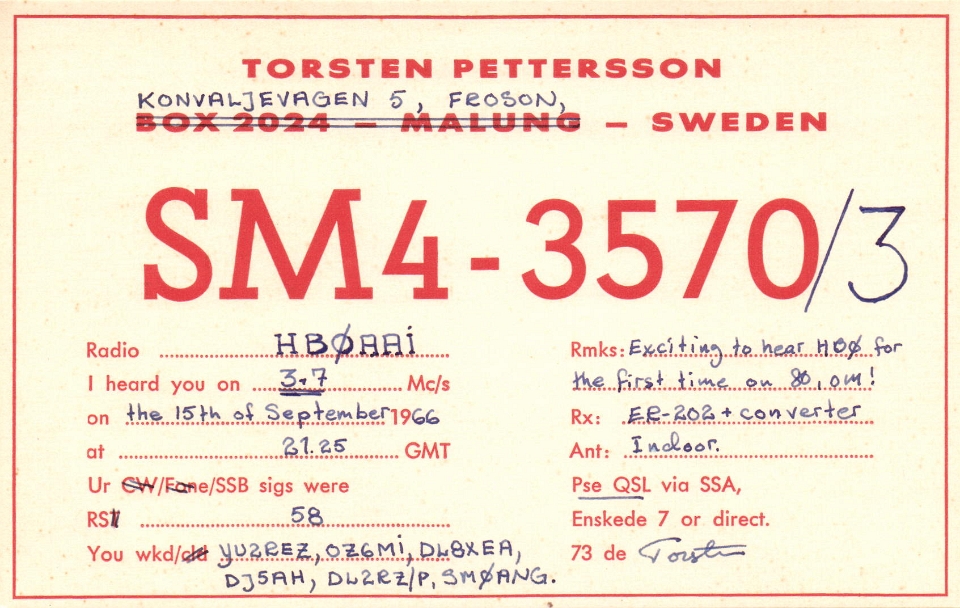 TORSTEN PETTERSSON
KONVALJEVAGEN 5, FROSON,
BOX 2024 – MALUNG – SWEDEN
SM4-3570/3
Radio HBØAAi
I heard you on 3.7 Mc/s
on the 15th of September 1966
at 21.25 GMT
Ur CW/Fone/SSB sigs were
RST 58
You wkd/cld YU2REZ, OZ6Mi, DL8XEA,
DJ5AH, DL2RZ/P, SMØANG.
Rmks: Exciting to hear HBØ for
the first time on 80, om!
Rx: ER-202 + converter
Ant: Indoor.
Pse QSL via SSA,
Enskede 7 or direct.
73 de Torsten